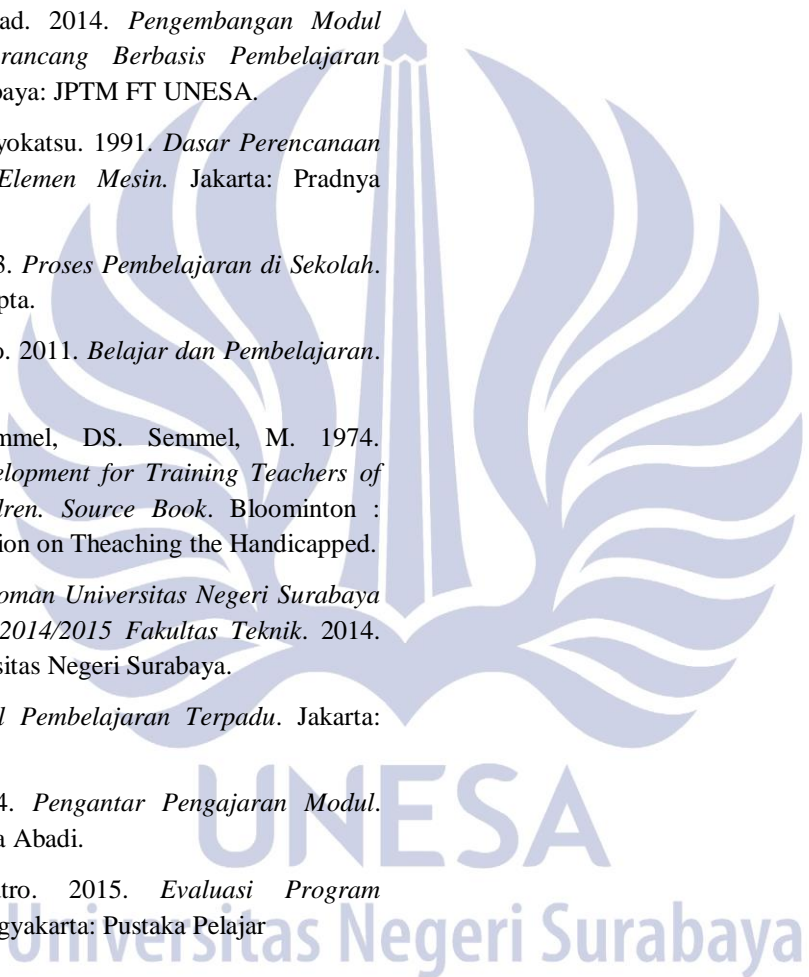 ad. 2014. Pengembangan Modul
rancang Berbasis Pembelajaran
baya: JPTM FT UNESA.
yokatsu. 1991. Dasar Perencanaan
Elemen Mesin. Jakarta: Pradnya
3. Proses Pembelajaran di Sekolah.
pta.
o. 2011. Belajar dan Pembelajaran.
mmel, DS. Semmel, M. 1974.
elopment for Training Teachers of
dren. Source Book. Bloominton :
ion on Theaching the Handicapped.
oman Universitas Negeri Surabaya
2014/2015 Fakultas Teknik. 2014.
sitas Negeri Surabaya.
l Pembelajaran Terpadu. Jakarta:
4. Pengantar Pengajaran Modul.
a Abadi.
tro. 2015. Evaluasi Program
gyakarta: Pustaka Pelajar
UNESA
Universitas Negeri Surabaya